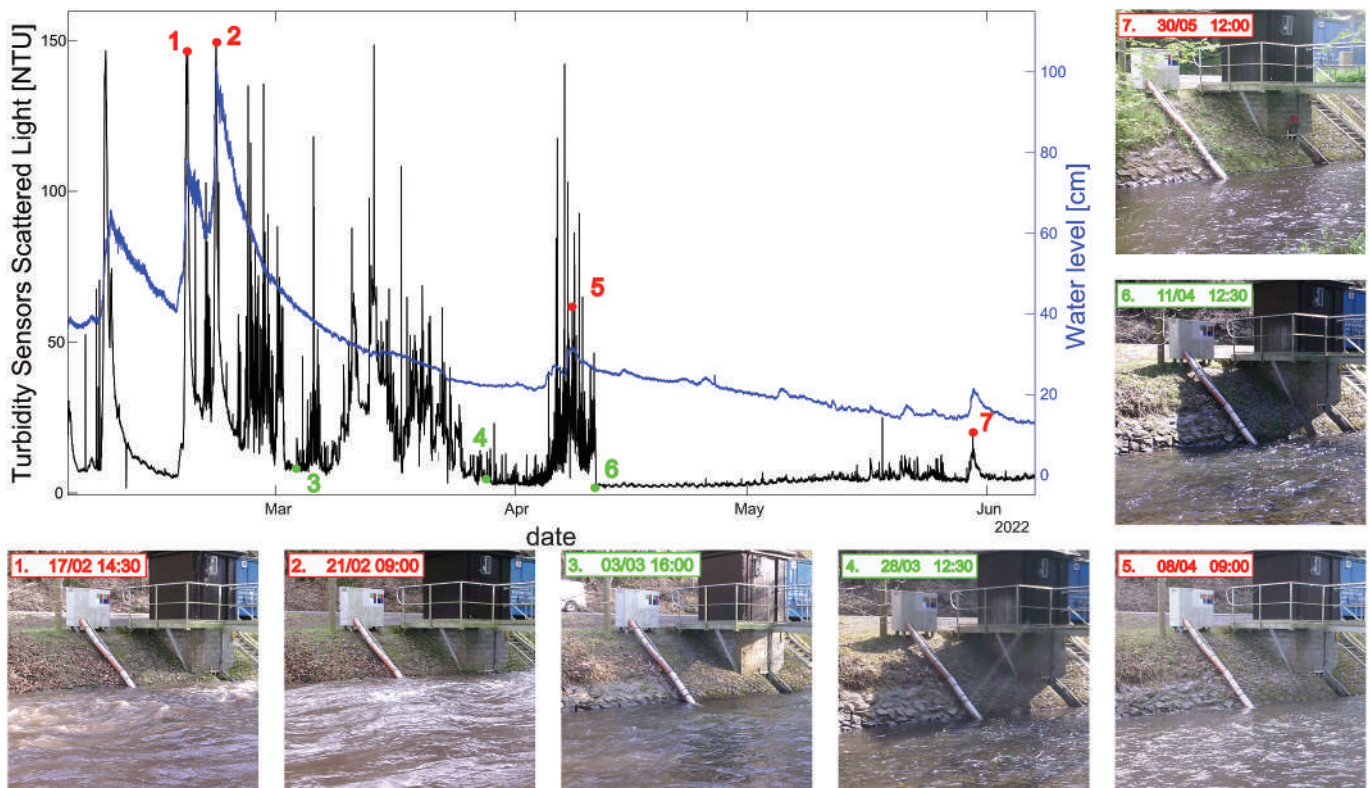 Turbidity Sensors Scattered Light [NTU]
150
100
50
0
1
2
3
4
5
6
7
100
80
60
40
20
0
Water level [cm]
Mar
Apr
May
Jun
2022
date
7. 30/05 12:00
6. 11/04 12:30
1. 17/02 14:30
2. 21/02 09:00
3. 03/03 16:00
4. 28/03 12:30
5. 08/04 09:00